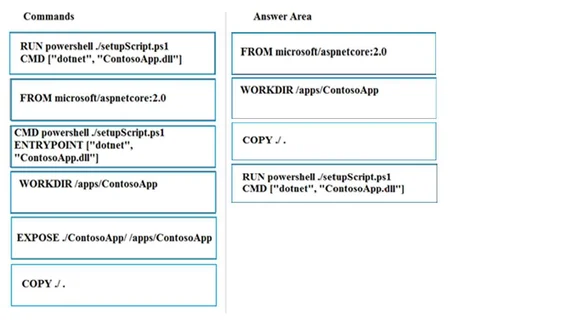 Commands
Answer Area
RUN powershell ./setupScript.ps1
CMD ["dotnet", "ContosoApp.dll"]
FROM microsoft/aspnetcore:2.0
CMD powershell ./setupScript.ps1
ENTRYPOINT ["dotnet",
"ContosoApp.dll"]
WORKDIR /apps/ContosoApp
EXPOSE ./ContosoApp/ /apps/ContosoApp
COPY ./ .
FROM microsoft/aspnetcore:2.0
WORKDIR /apps/ContosoApp
COPY ./ .
RUN powershell ./setupScript.ps1
CMD ["dotnet", "ContosoApp.dll"]